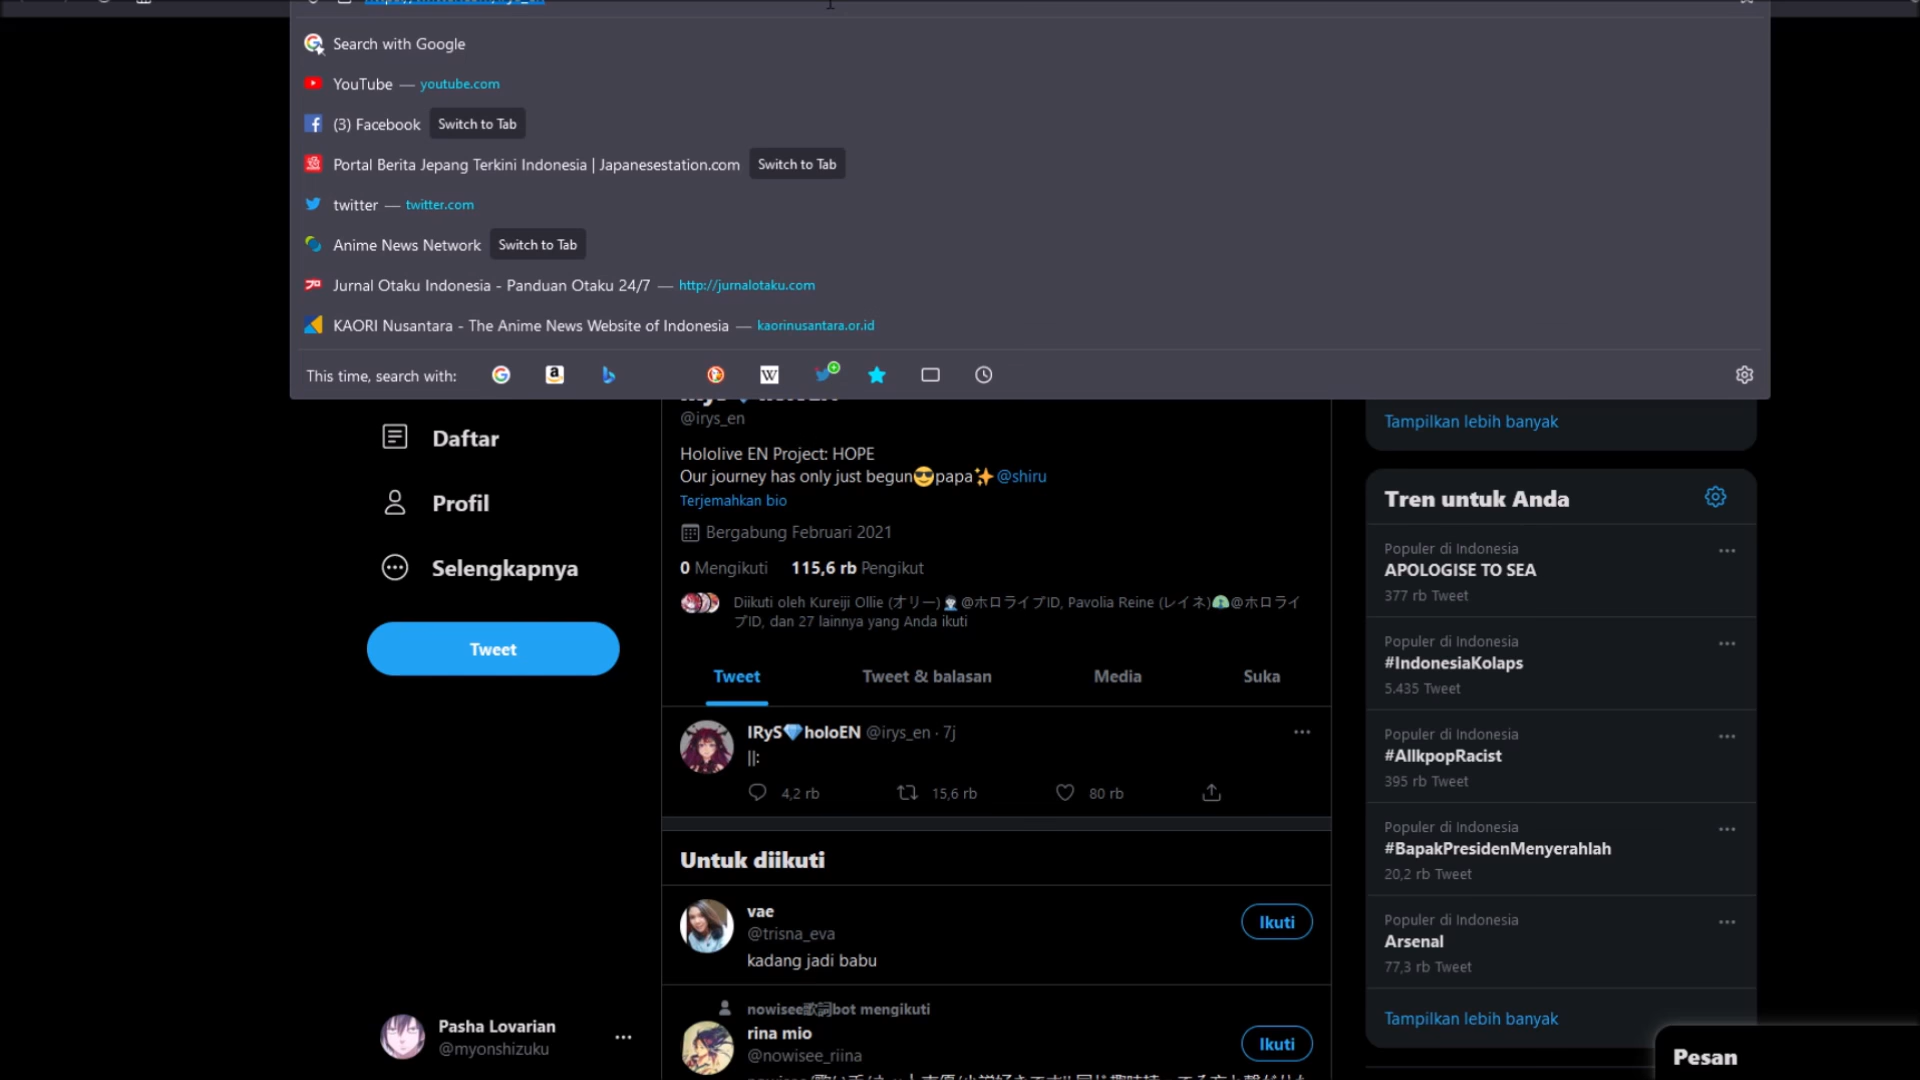 Search with Google
YouTube — youtube.com
(3) Facebook Switch to Tab
Portal Berita Jepang Terkini Indonesia | Japanesestation.com Switch to Tab
twitter — twitter.com
Anime News Network Switch to Tab
Jurnal Otaku Indonesia - Panduan Otaku 24/7 — http://jurnalotaku.com
KAORI Nusantara - The Anime News Website of Indonesia — kaorinusantara.or.id
This time, search with:
Daftar
Profil
Selengkapnya
Tweet
Pasha Lovarian
@myonshizuku
@irys_en
Hololive EN Project: HOPE
Our journey has only just begun😎papa✨@shiru
Terjemahkan bio
Bergabung Februari 2021
0 Mengikuti 115,6 rb Pengikut
Diikuti oleh Kureiji Ollie (オリー)🧟@ホロライブID, Pavolia Reine (レイネ)@ホロライ
ブID, dan 27 lainnya yang Anda ikuti
Tweet Tweet & balasan Media Suka
IRyS💎holoEN @irys_en · 7j
||:
4,2 rb 15,6 rb 80 rb
Untuk diikuti
vae
@trisna_eva
kadang jadi babu
Ikuti
nowisee歌詞bot mengikuti
rina mio
@nowisee_riina
Ikuti
Tampilkan lebih banyak
Tren untuk Anda
Populer di Indonesia
APOLOGISE TO SEA
377 rb Tweet
Populer di Indonesia
#IndonesiaKolaps
5.435 Tweet
Populer di Indonesia
#AllkpopRacist
395 rb Tweet
Populer di Indonesia
#BapakPresidenMenyerahlah
20,2 rb Tweet
Populer di Indonesia
Arsenal
77,3 rb Tweet
Tampilkan lebih banyak
Pesan